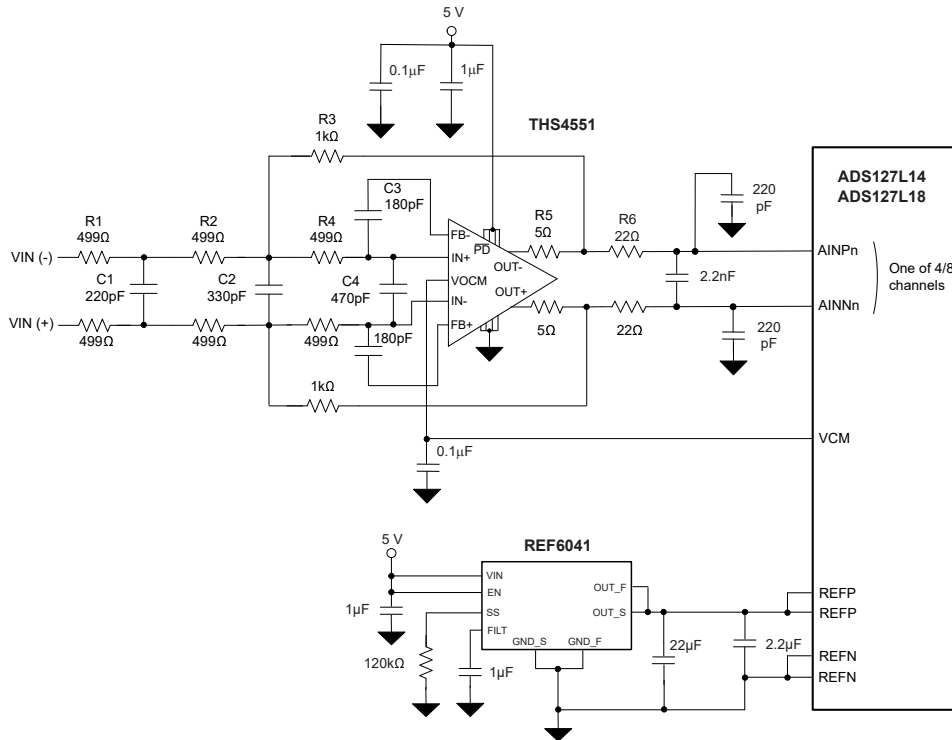 5 V
0.1µF
1µF
THS4551
R3
1kΩ
ADS127L14
ADS127L18
220
pF
C3
180pF
R1
499Ω
R2
499Ω
R4
499Ω
R5
5Ω
R6
22Ω
FB-
PD
IN+
OUT-
VOCM
OUT+
IN-
FB+
VIN (-)
C1
220pF
C2
330pF
C4
470pF
2.2nF
AINPn
One of 4/8
channels
AINNn
VIN (+)
499Ω
499Ω
499Ω
180pF
5Ω
22Ω
220
pF
1kΩ
VCM
0.1µF
5 V
REF6041
VIN
EN
SS
FILT
OUT_F
OUT_S
GND_S
GND_F
1µF
120kΩ
1µF
22µF
2.2µF
REFP
REFP
REFN
REFN